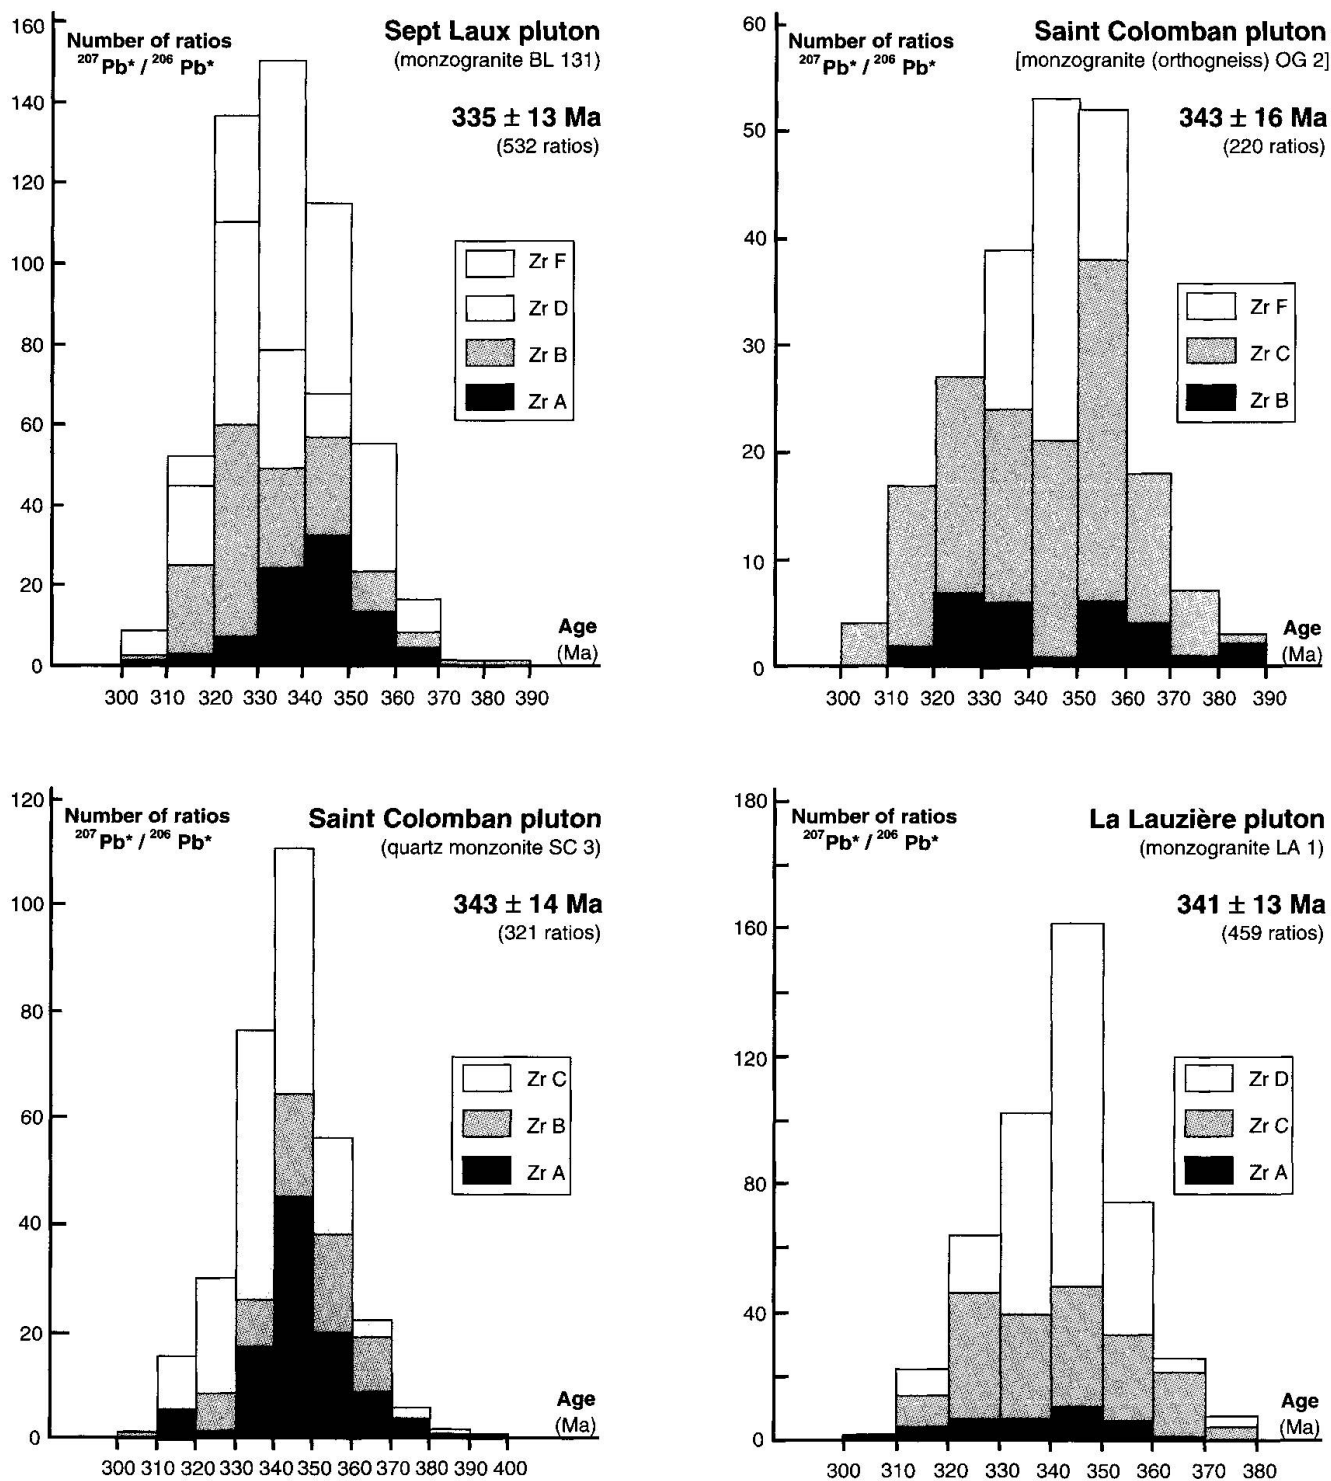 160
Number of ratios
207Pb* / 206 Pb*
Sept Laux pluton
(monzogranite BL 131)
335 ± 13 Ma
(532 ratios)
140
120
100
80
60
40
20
0
Zr F
Zr D
Zr B
Zr A
Age
(Ma)
300 310 320 330 340 350 360 370 380 390
60
Number of ratios
207Pb* / 206 Pb*
Saint Colomban pluton
[monzogranite (orthogneiss) OG 2]
343 ± 16 Ma
(220 ratios)
50
40
30
20
10
0
Zr F
Zr C
Zr B
Age
(Ma)
300 310 320 330 340 350 360 370 380 390
120
Number of ratios
207Pb* / 206 Pb*
Saint Colomban pluton
(quartz monzonite SC 3)
343 ± 14 Ma
(321 ratios)
100
80
60
40
20
0
Zr C
Zr B
Zr A
Age
(Ma)
300 310 320 330 340 350 360 370 380 390 400
180
Number of ratios
207Pb* / 206 Pb*
La Lauzière pluton
(monzogranite LA 1)
341 ± 13 Ma
(459 ratios)
160
120
80
40
0
Zr D
Zr C
Zr A
Age
(Ma)
300 310 320 330 340 350 360 370 380